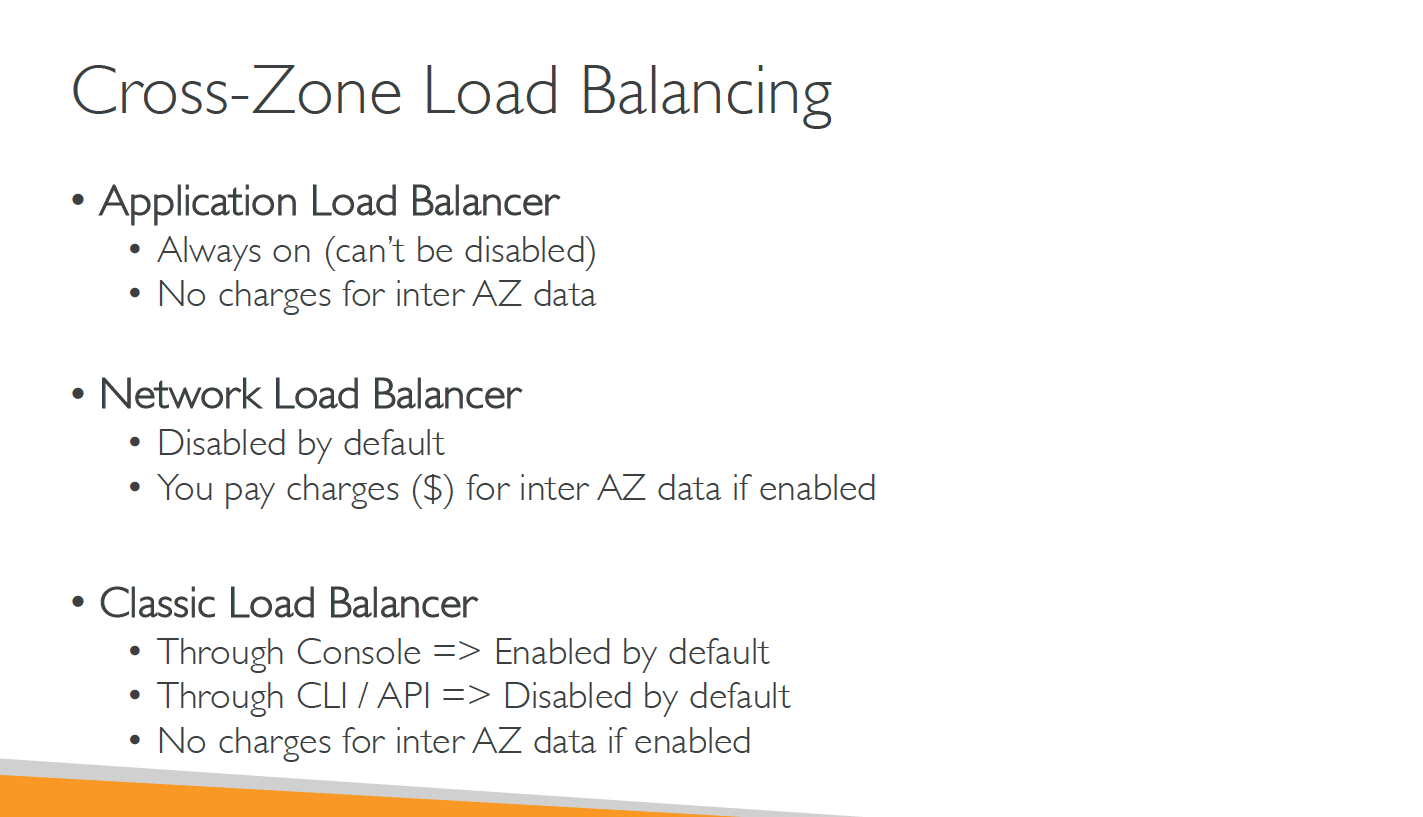 Cross-Zone Load Balancing
• Application Load Balancer
• Always on (can’t be disabled)
• No charges for inter AZ data
• Network Load Balancer
• Disabled by default
• You pay charges ($) for inter AZ data if enabled
• Classic Load Balancer
• Through Console => Enabled by default
• Through CLI / API => Disabled by default
• No charges for inter AZ data if enabled